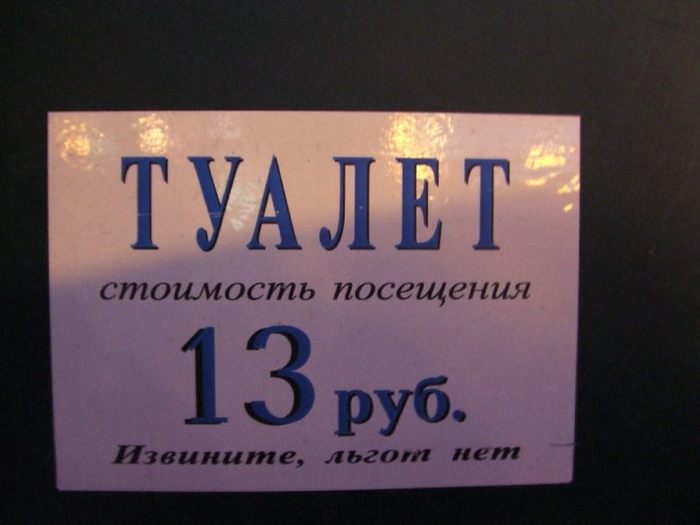 ТУАЛЕТ
стоимость посещения
13 руб.
Извините, льгот нет